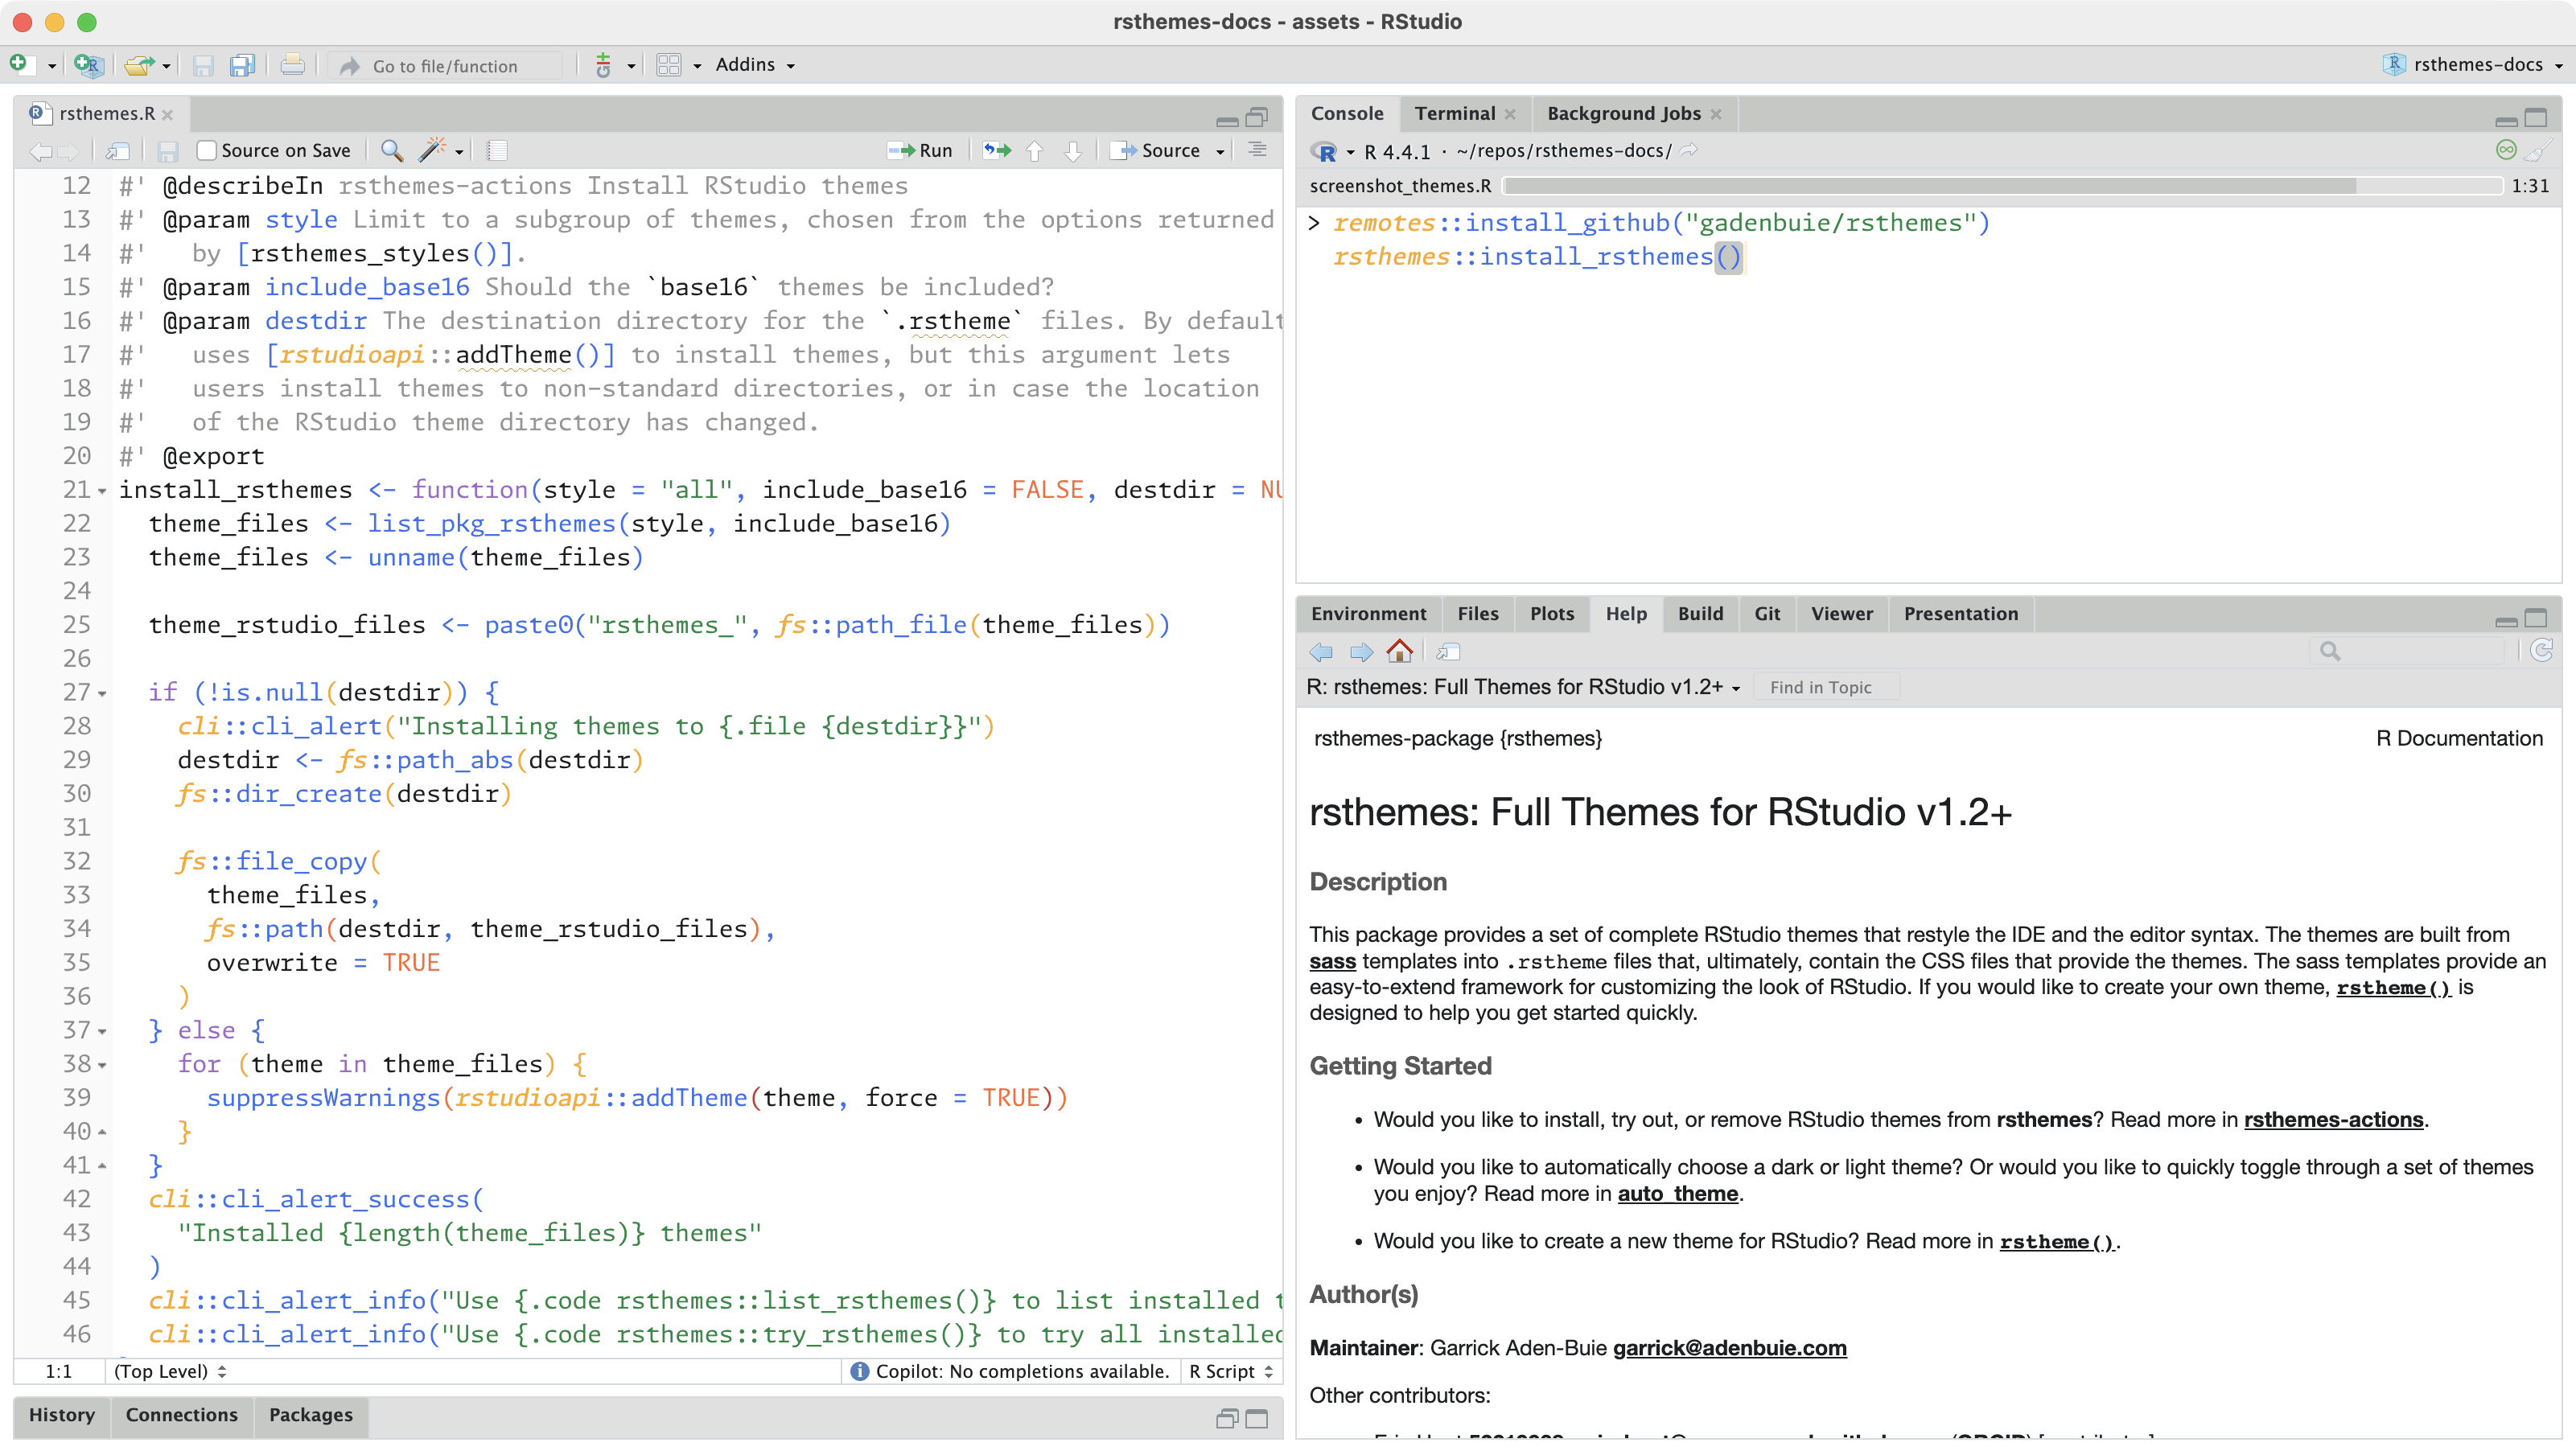 rsthemes-docs - assets - RStudio
Go to file/function
Addins
rsthemes-docs
rsthemes.R
Source on Save
Run
Source
12 #' @describeIn rsthemes-actions Install RStudio themes
13 #' @param style Limit to a subgroup of themes, chosen from the options returned
14 #'   by [rsthemes_styles()].
15 #' @param include_base16 Should the `base16` themes be included?
16 #' @param destdir The destination directory for the `.rstheme` files. By default
17 #'   uses [rstudioapi::addTheme()] to install themes, but this argument lets
18 #'   users install themes to non-standard directories, or in case the location
19 #'   of the RStudio theme directory has changed.
20 #' @export
21 install_rsthemes <- function(style = "all", include_base16 = FALSE, destdir = NU
22   theme_files <- list_pkg_rsthemes(style, include_base16)
23   theme_files <- unname(theme_files)
24
25   theme_rstudio_files <- paste0("rsthemes_", fs::path_file(theme_files))
26
27   if (!is.null(destdir)) {
28     cli::cli_alert("Installing themes to {.file {destdir}}")
29     destdir <- fs::path_abs(destdir)
30     fs::dir_create(destdir)
31
32     fs::file_copy(
33       theme_files,
34       fs::path(destdir, theme_rstudio_files),
35       overwrite = TRUE
36     )
37   } else {
38     for (theme in theme_files) {
39       suppressWarnings(rstudioapi::addTheme(theme, force = TRUE))
40     }
41   }
42   cli::cli_alert_success(
43     "Installed {length(theme_files)} themes"
44   )
45   cli::cli_alert_info("Use {.code rsthemes::list_rsthemes()} to list installed
46   cli::cli_alert_info("Use {.code rsthemes::try_rsthemes()} to try all installed
1:1 (Top Level) Copilot: No completions available. R Script
History Connections Packages
Console Terminal Background Jobs
R 4.4.1 · ~/repos/rsthemes-docs/
screenshot_themes.R 1:31
> remotes::install_github("gadenbuie/rsthemes")
  rsthemes::install_rsthemes()
Environment Files Plots Help Build Git Viewer Presentation
R: rsthemes: Full Themes for RStudio v1.2+ Find in Topic
rsthemes-package {rsthemes} R Documentation
rsthemes: Full Themes for RStudio v1.2+
Description
This package provides a set of complete RStudio themes that restyle the IDE and the editor syntax. The themes are built from
sass templates into .rstheme files that, ultimately, contain the CSS files that provide the themes. The sass templates provide an
easy-to-extend framework for customizing the look of RStudio. If you would like to create your own theme, rstheme() is
designed to help you get started quickly.
Getting Started
• Would you like to install, try out, or remove RStudio themes from rsthemes? Read more in rsthemes-actions.
• Would you like to automatically choose a dark or light theme? Or would you like to quickly toggle through a set of themes
you enjoy? Read more in auto_theme.
• Would you like to create a new theme for RStudio? Read more in rstheme().
Author(s)
Maintainer: Garrick Aden-Buie garrick@adenbuie.com
Other contributors: